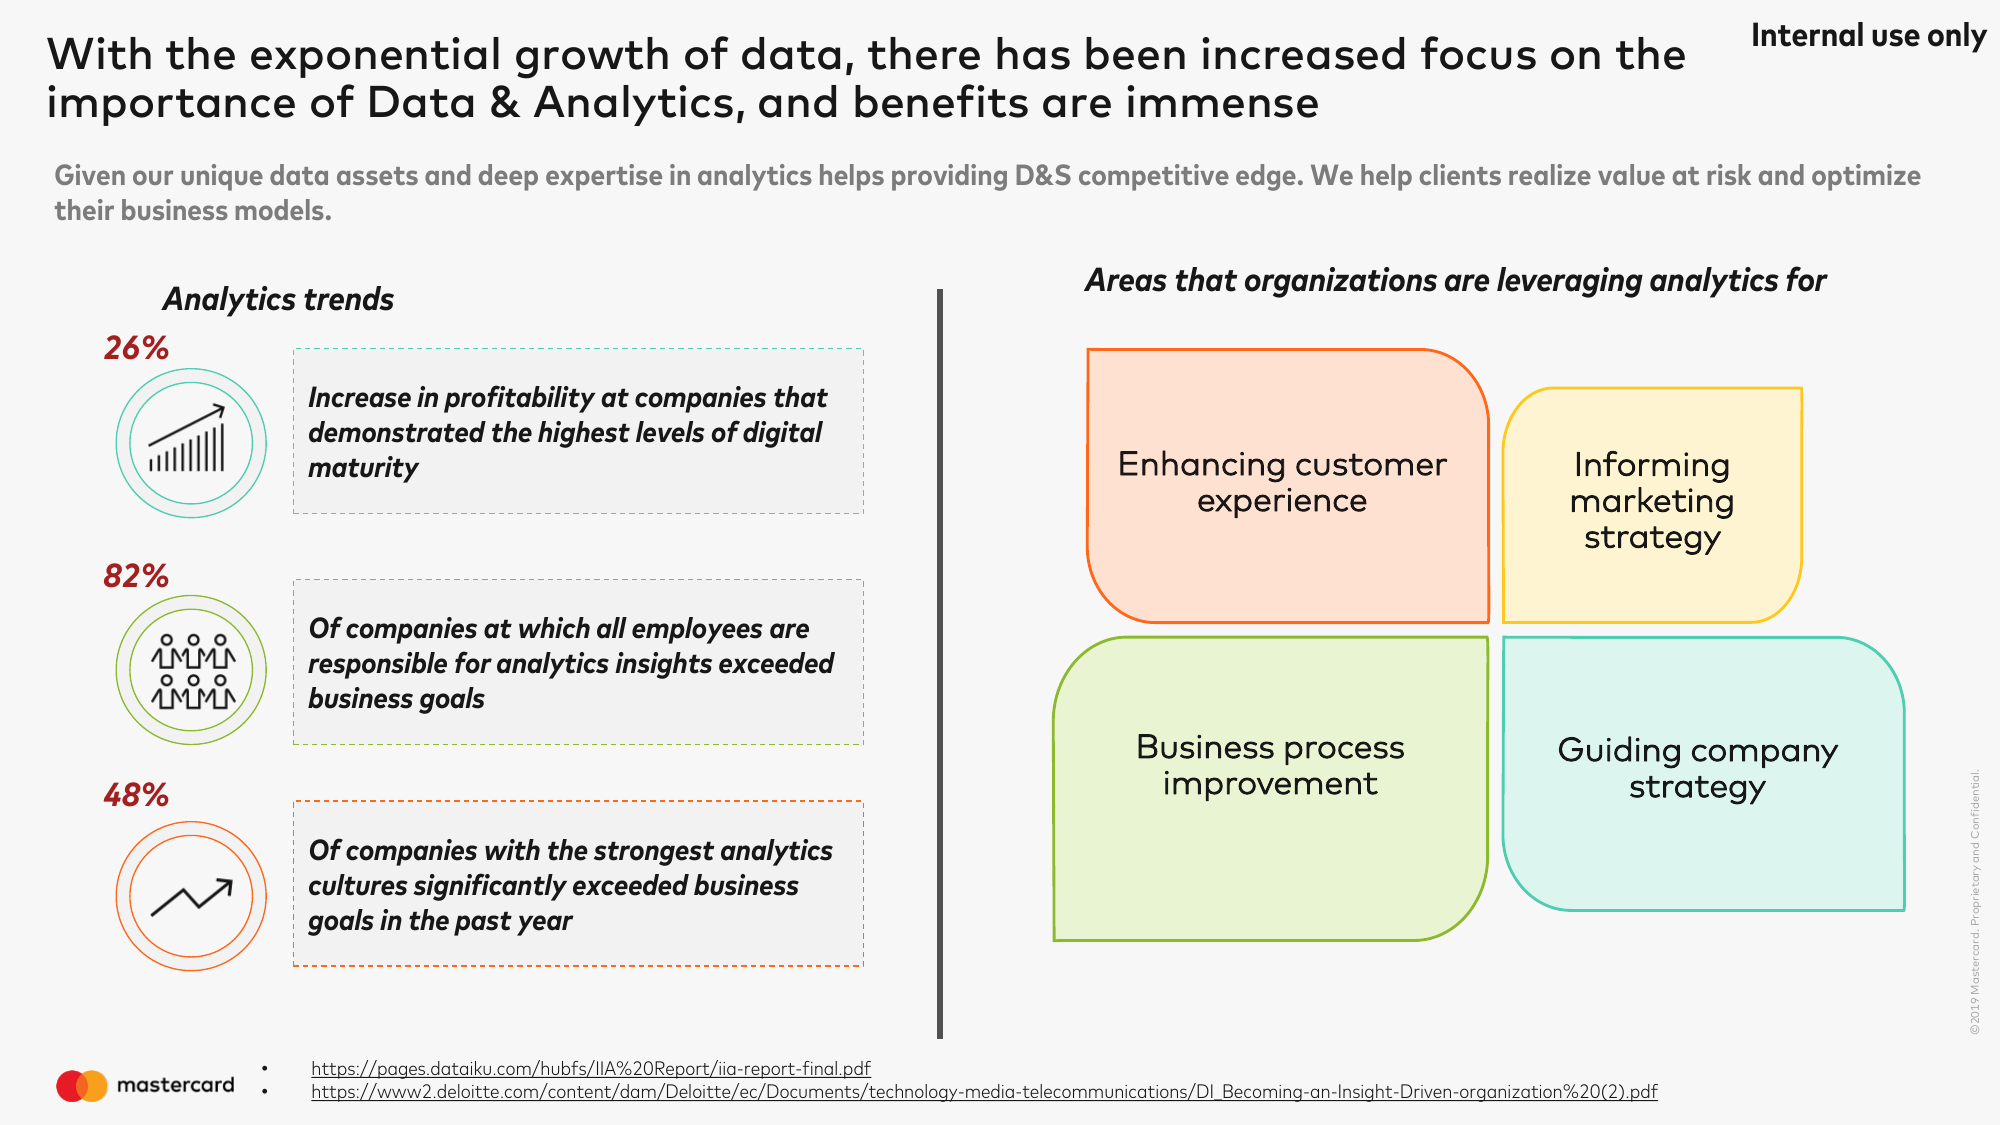 Internal use only
With the exponential growth of data, there has been increased focus on the
importance of Data & Analytics, and benefits are immense
Given our unique data assets and deep expertise in analytics helps providing D&S competitive edge. We help clients realize value at risk and optimize
their business models.
Analytics trends
26%
Increase in profitability at companies that
demonstrated the highest levels of digital
maturity
82%
Of companies at which all employees are
responsible for analytics insights exceeded
business goals
48%
Of companies with the strongest analytics
cultures significantly exceeded business
goals in the past year
Areas that organizations are leveraging analytics for
Enhancing customer
experience
Informing
marketing
strategy
Business process
improvement
Guiding company
strategy
©2019 Mastercard. Proprietary and Confidential.
mastercard
• https://pages.dataiku.com/hubfs/IIA%20Report/iia-report-final.pdf
• https://www2.deloitte.com/content/dam/Deloitte/ec/Documents/technology-media-telecommunications/DI_Becoming-an-Insight-Driven-organization%20(2).pdf